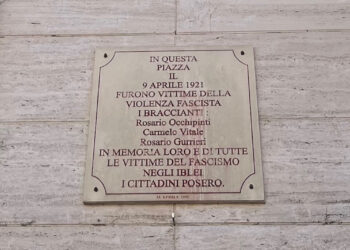 IN QUESTA
PIAZZA
IL
9 APRILE 1921
FURONO VITTIME DELLA
VIOLENZA FASCISTA
I BRACCIANTI :
Rosario Occhipinti
Carmelo Vitale
Rosario Gurrieri
IN MEMORIA LORO E DI TUTTE
LE VITTIME DEL FASCISMO
NEGLI IBLEI
I CITTADINI POSERO.
APRILE